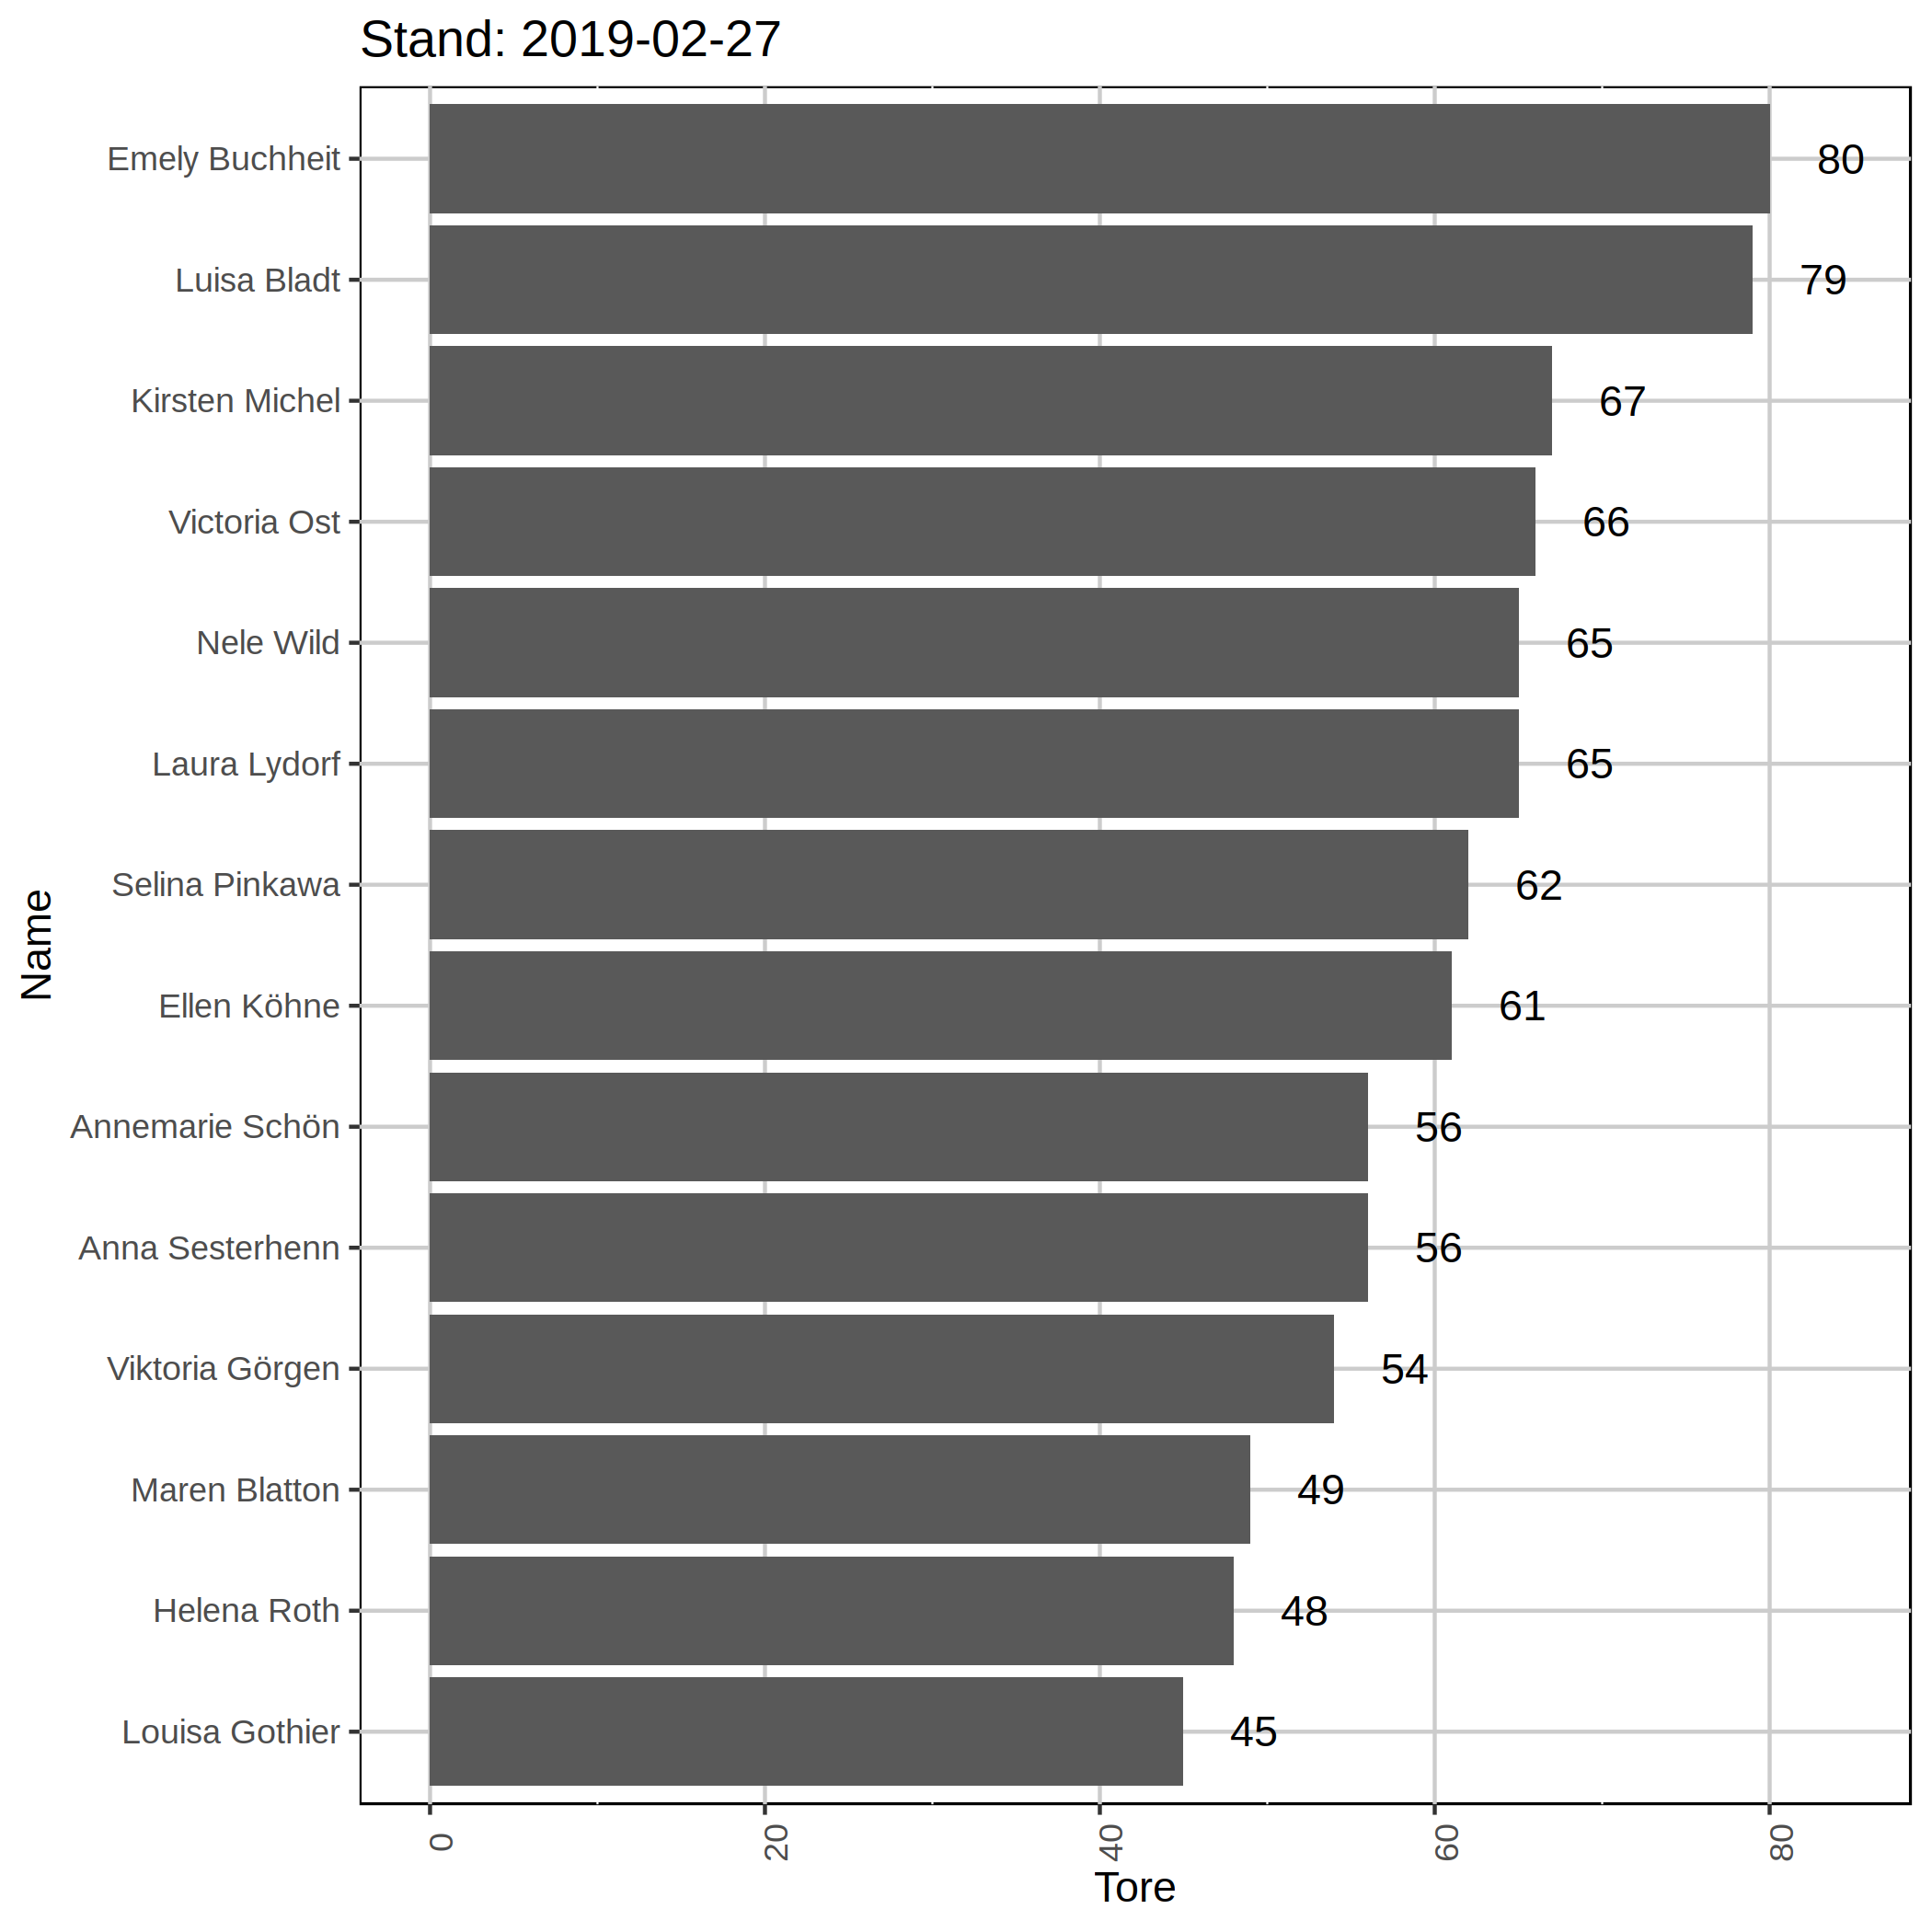 Stand: 2019-02-27
Name
Emely Buchheit 80
Luisa Bladt 79
Kirsten Michel 67
Victoria Ost 66
Nele Wild 65
Laura Lydorf 65
Selina Pinkawa 62
Ellen Köhne 61
Annemarie Schön 56
Anna Sesterhenn 56
Viktoria Görgen 54
Maren Blatton 49
Helena Roth 48
Louisa Gothier 45
0 20 40 60 80
Tore